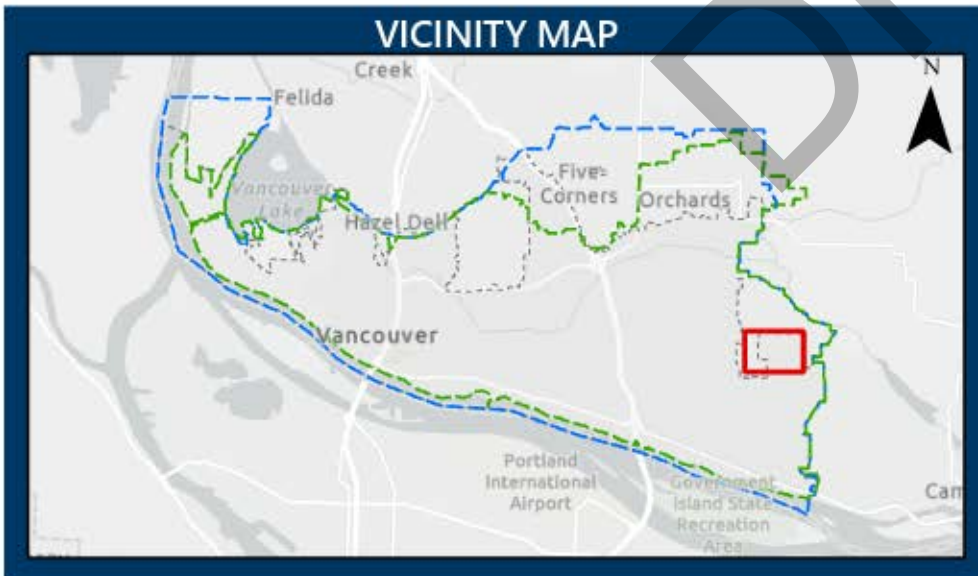 VICINITY MAP
Creek
N
Felida
Vancouver
Lake
Five
Corners
Orchards
Hazel Dell
Vancouver
Portland
International
Airport
Government
Island State
Recreation
Area
Cam